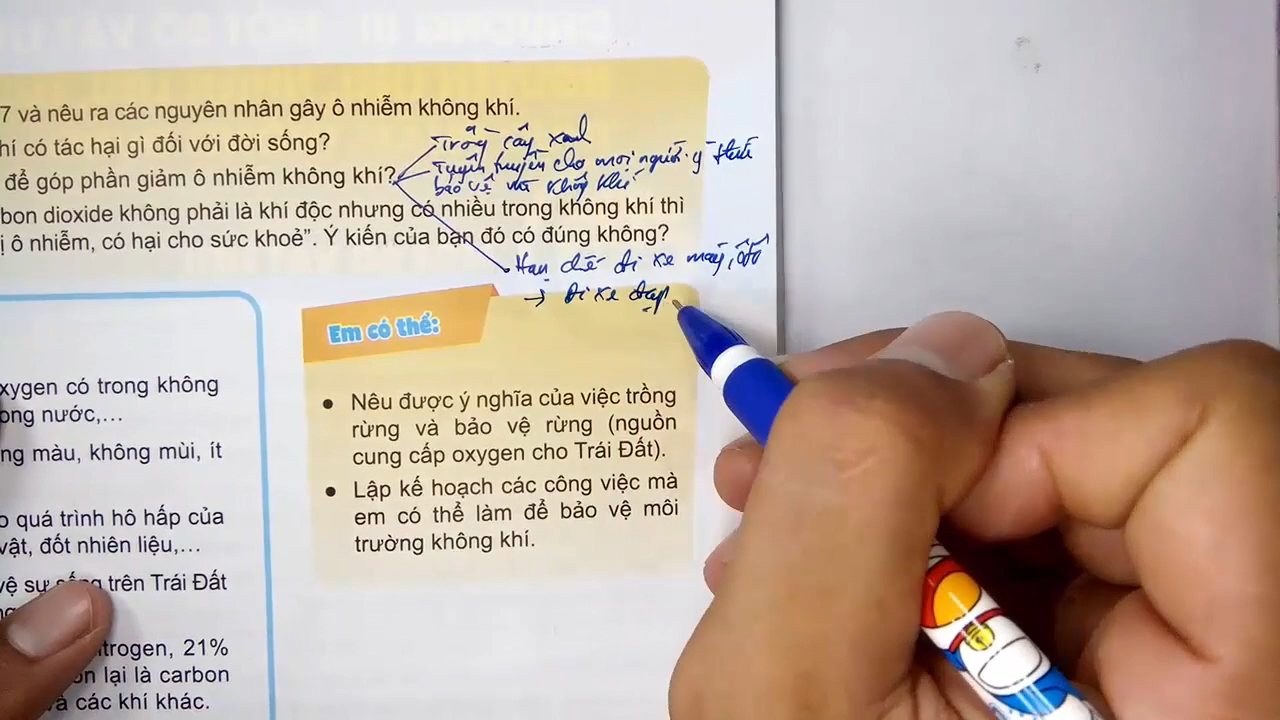 7 và nêu ra các nguyên nhân gây ô nhiễm không khí.
Trồng cây xanh
hí có tác hại gì đối với đời sống?
Tuyên truyền cho mọi người ý thức
để góp phần giảm ô nhiễm không khí?
bảo vệ mt không khí
bon dioxide không phải là khí độc nhưng có nhiều trong không khí thì
ị ô nhiễm, có hại cho sức khoẻ". Ý kiến của bạn đó có đúng không?
Hạn chế đi xe máy, ôtô
→ Đi xe đạp
Em có thể:
• Nêu được ý nghĩa của việc trồng
rừng và bảo vệ rừng (nguồn
cung cấp oxygen cho Trái Đất).
• Lập kế hoạch các công việc mà
em có thể làm để bảo vệ môi
trường không khí.
xygen có trong không
ong nước,...
ng màu, không mùi, ít
o quá trình hô hấp của
vật, đốt nhiên liệu,...
vệ sự sống trên Trái Đất
itrogen, 21%
òn lại là carbon
và các khí khác.